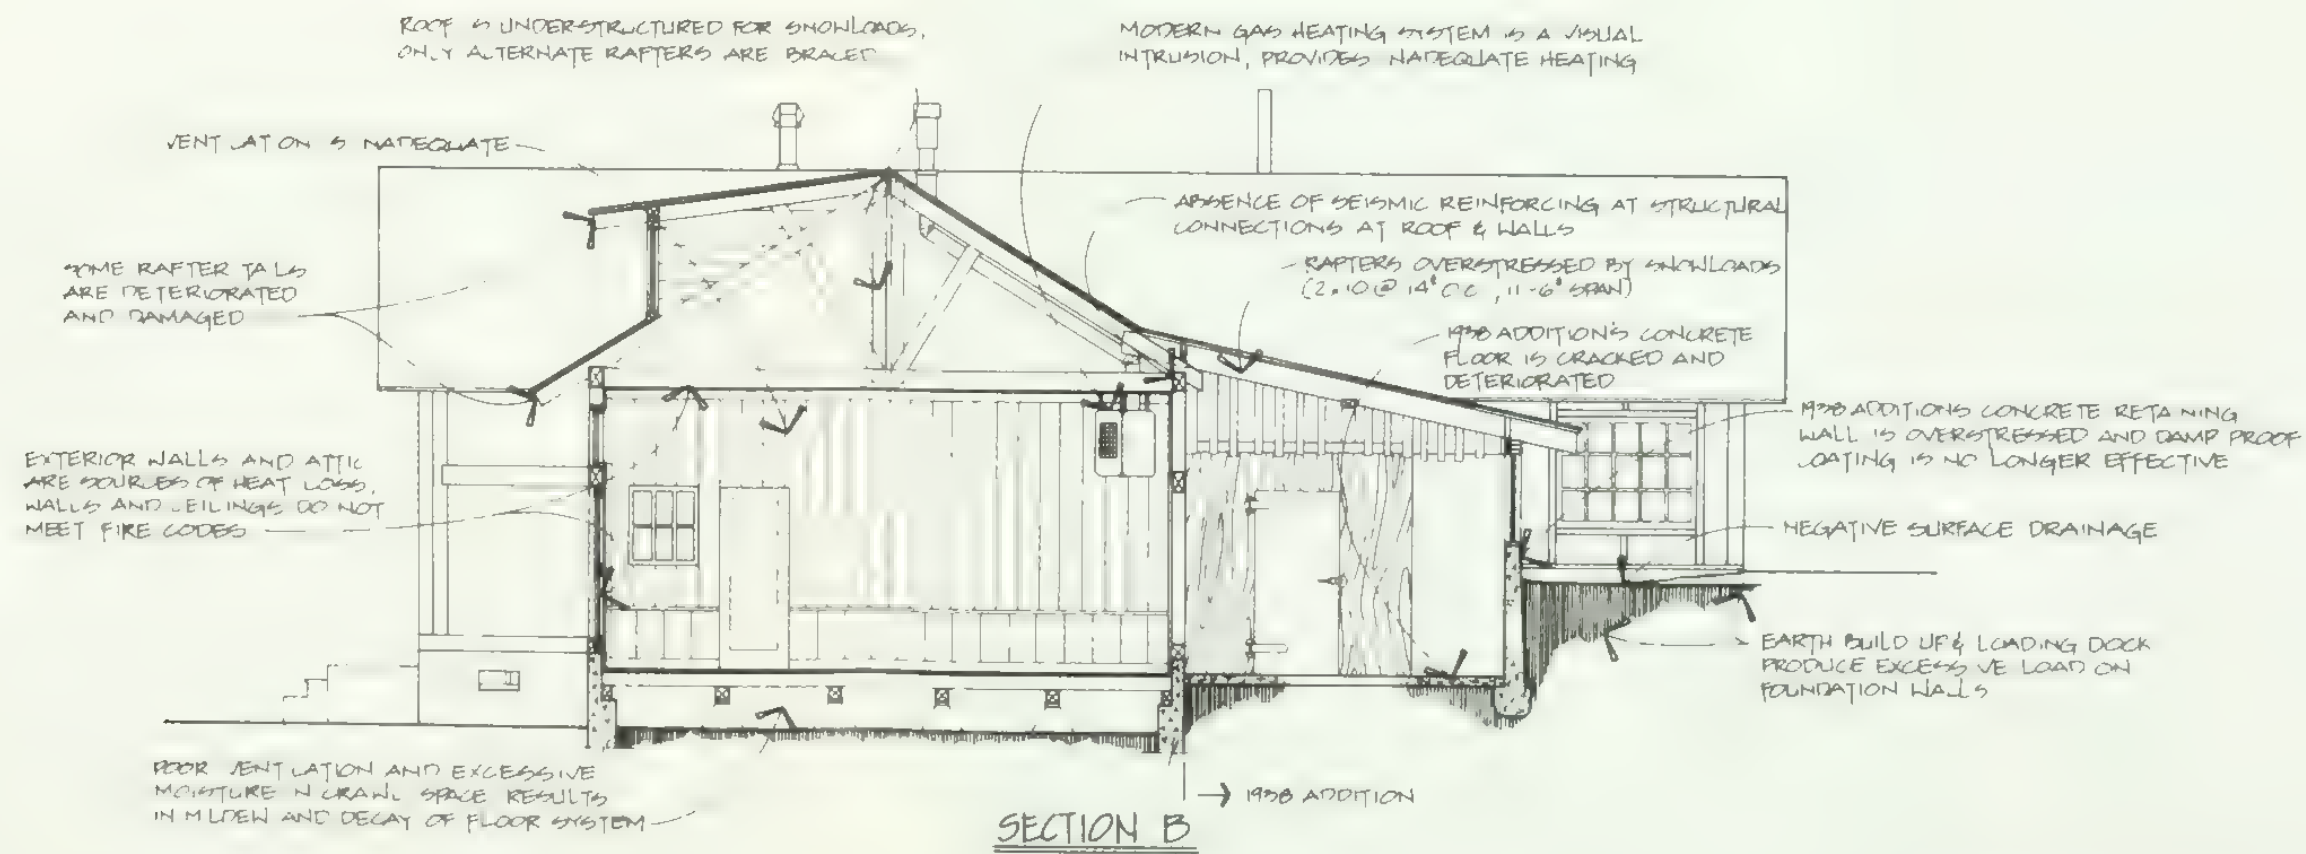 ROOF IS UNDERSTRUCTURED FOR SNOWLOADS,
ONLY ALTERNATE RAFTERS ARE BRACED
MODERN GAS HEATING SYSTEM IS A VISUAL
INTRUSION, PROVIDES INADEQUATE HEATING
VENTILATION IS INADEQUATE
ABSENCE OF SEISMIC REINFORCING AT STRUCTURAL
CONNECTIONS AT ROOF & WALLS
SOME RAFTER TAILS
ARE DETERIORATED
AND DAMAGED
RAFTERS OVERSTRESSED BY SNOWLOADS
(2x10 @ 14" OC, 11'-6" SPAN)
1938 ADDITION'S CONCRETE
FLOOR IS CRACKED AND
DETERIORATED
1938 ADDITIONS CONCRETE RETAINING
WALL IS OVERSTRESSED AND DAMP PROOF
COATING IS NO LONGER EFFECTIVE
EXTERIOR WALLS AND ATTIC
ARE SOURCES OF HEAT LOSS,
WALLS AND CEILINGS DO NOT
MEET FIRE CODES
NEGATIVE SURFACE DRAINAGE
EARTH BUILD UP & LOADING DOCK
PRODUCE EXCESSIVE LOAD ON
FOUNDATION WALLS
POOR VENTILATION AND EXCESSIVE
MOISTURE IN CRAWL SPACE RESULTS
IN MILDEW AND DECAY OF FLOOR SYSTEM
1938 ADDITION
SECTION B